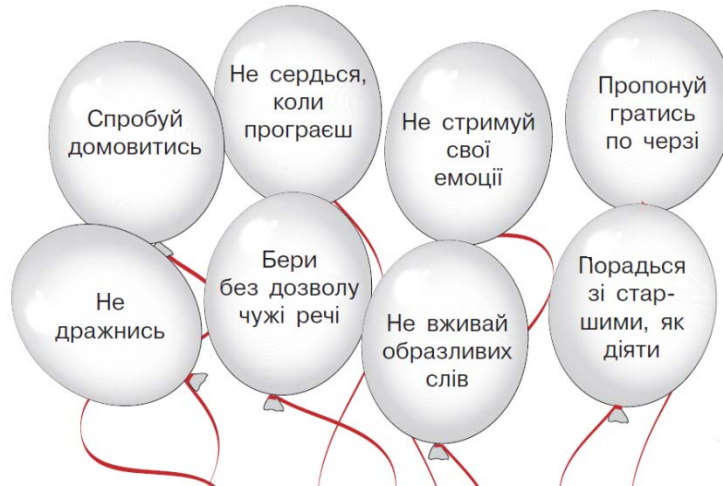 Спробуй
домовитись
Не сердься,
коли
програєш
Не стримуй
свої
емоції
Пропонуй
гратись
по черзі
Не
дражнись
Бери
без дозволу
чужі речі
Не вживай
образливих
слів
Порадься
зі стар-
шими, як
діяти